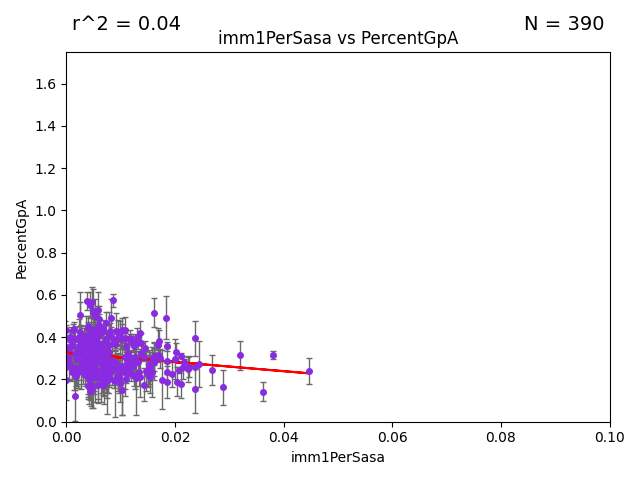 r^2 = 0.04
N = 390
imm1PerSasa vs PercentGpA
PercentGpA
1.6
1.4
1.2
1.0
0.8
0.6
0.4
0.2
0.0
0.00 0.02 0.04 0.06 0.08 0.10
imm1PerSasa